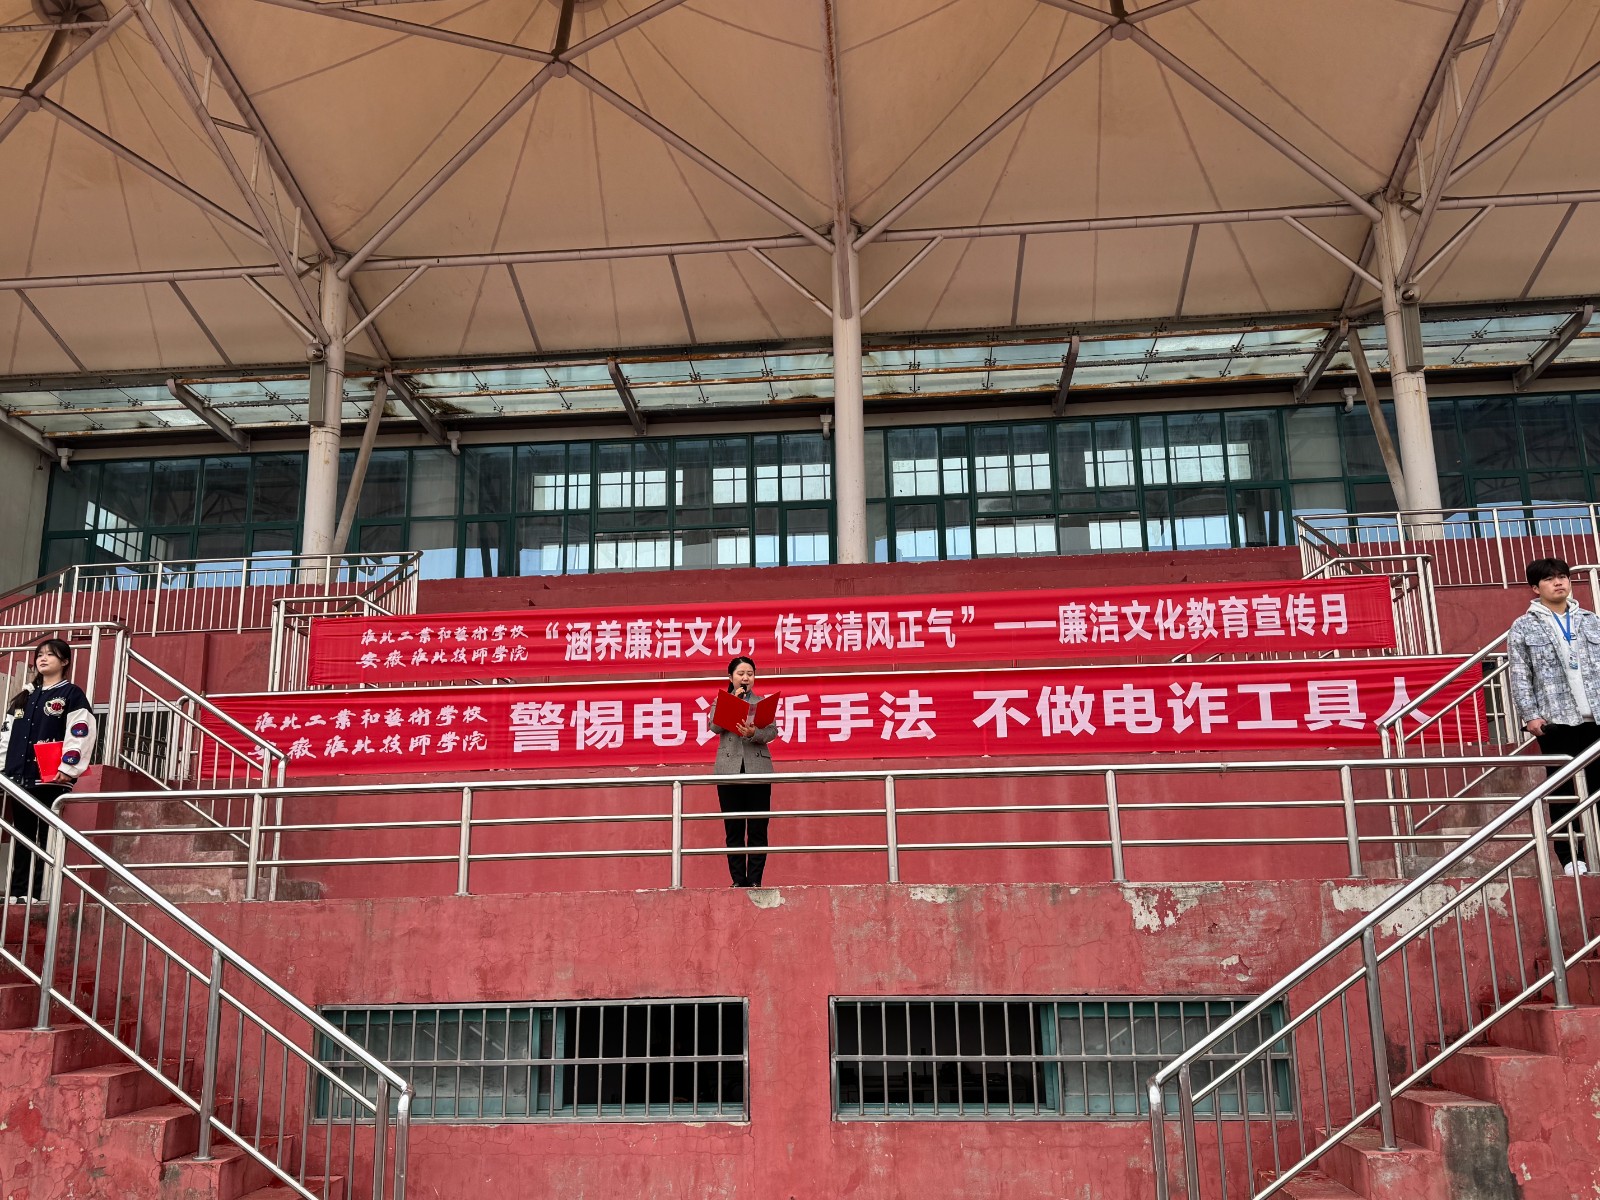 淮北工业和艺术学校
安徽淮北技师学院
“涵养廉洁文化，传承清风正气”——廉洁文化教育宣传月
淮北工业和艺术学校
安徽淮北技师学院
警惕电诈新手法 不做电诈工具人